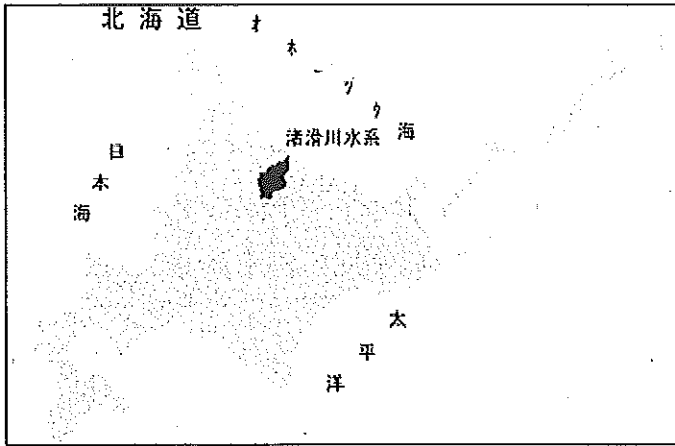 北海道
オホーツク海
渚滑川水系
日本海
太平洋